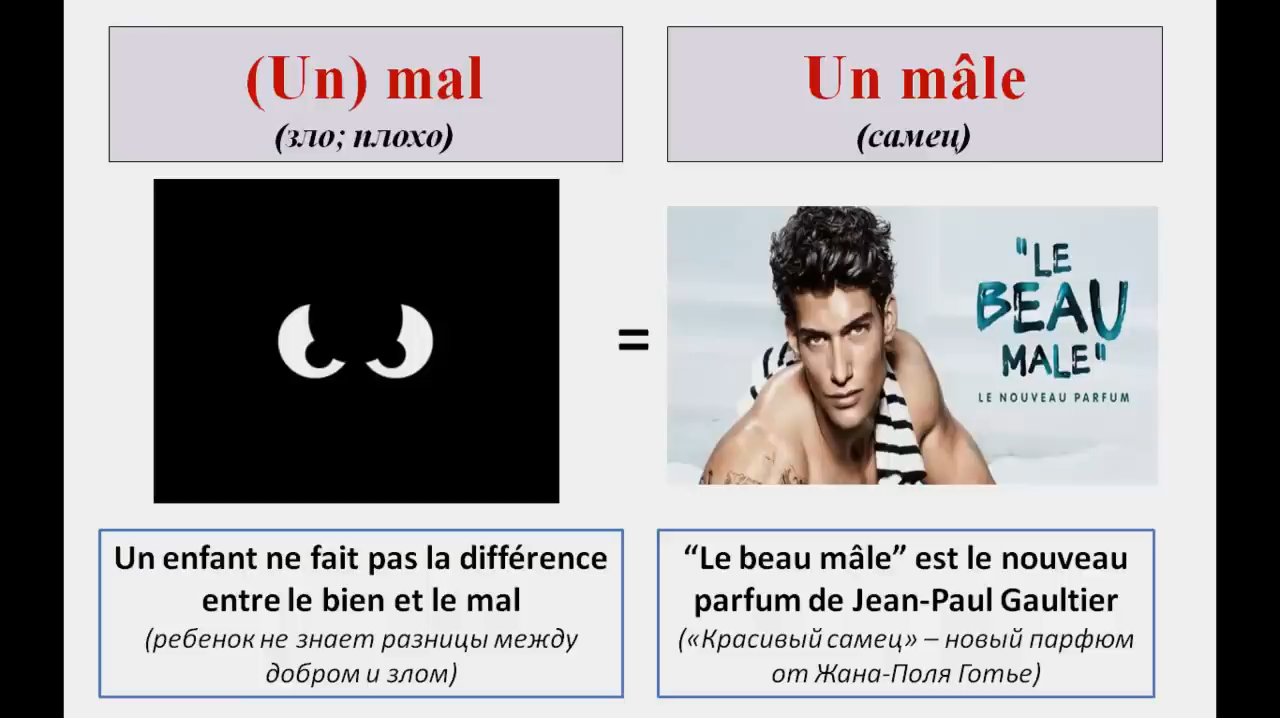 (Un) mal
(зло; плохо)
Un mâle
(самец)
=
"LE
BEAU
MALE"
LE NOUVEAU PARFUM
Un enfant ne fait pas la différence
entre le bien et le mal
(ребенок не знает разницы между
добром и злом)
“Le beau mâle” est le nouveau
parfum de Jean-Paul Gaultier
(«Красивый самец» – новый парфюм
от Жана-Поля Готье)